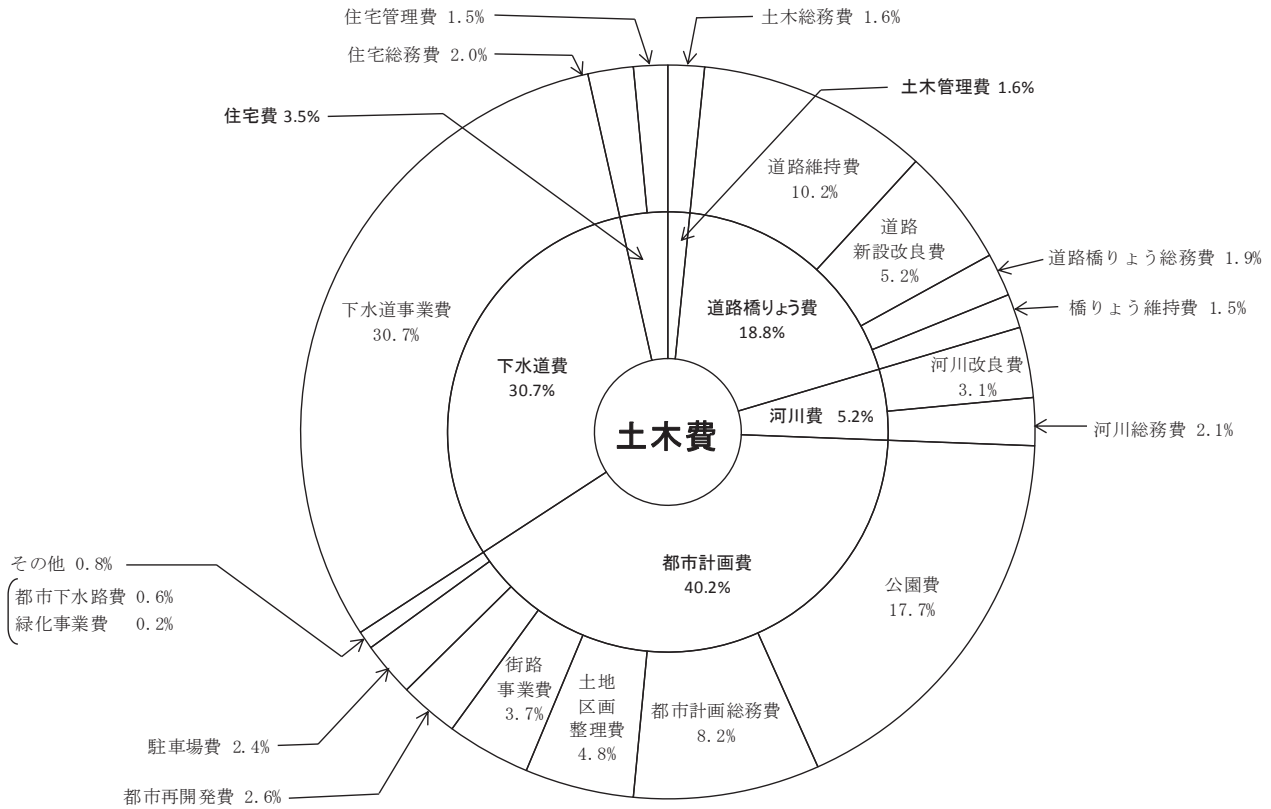 住宅管理費 1.5%
土木総務費 1.6%
住宅総務費 2.0%
土木管理費 1.6%
住宅費 3.5%
道路維持費
10.2%
道路
新設改良費
5.2%
道路橋りょう総務費 1.9%
橋りょう維持費 1.5%
道路橋りょう費
18.8%
下水道事業費
30.7%
下水道費
30.7%
河川改良費
3.1%
河川費 5.2%
河川総務費 2.1%
土木費
都市計画費
40.2%
公園費
17.7%
その他 0.8%
都市下水路費 0.6%
緑化事業費 0.2%
街路
事業費
3.7%
土地
区画
整理費
4.8%
都市計画総務費
8.2%
駐車場費 2.4%
都市再開発費 2.6%